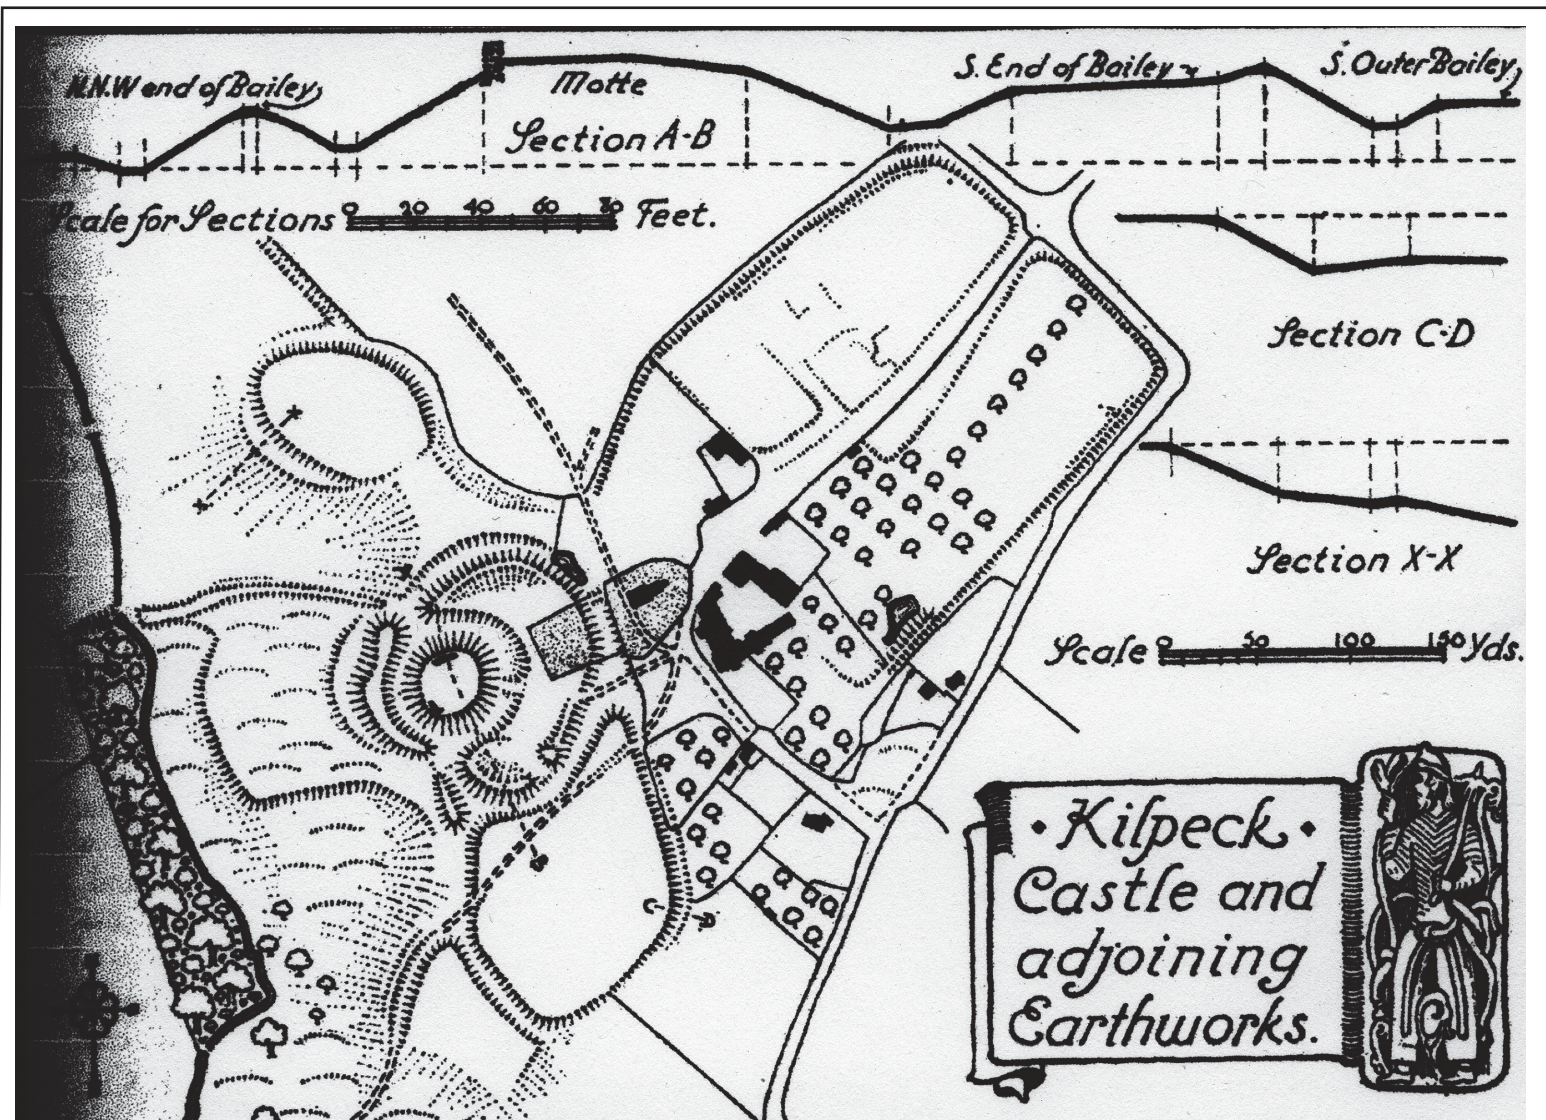 N.N.W end of Bailey
Motte
S. End of Bailey
S. Outer Bailey
Section A-B
Scale for Sections 0 20 40 60 80 Feet.
Section C-D
Section X-X
Scale 0 50 100 150 Yds.
x
x
A
B
C
D
· Kilpeck ·
Castle and
adjoining
Earthworks.